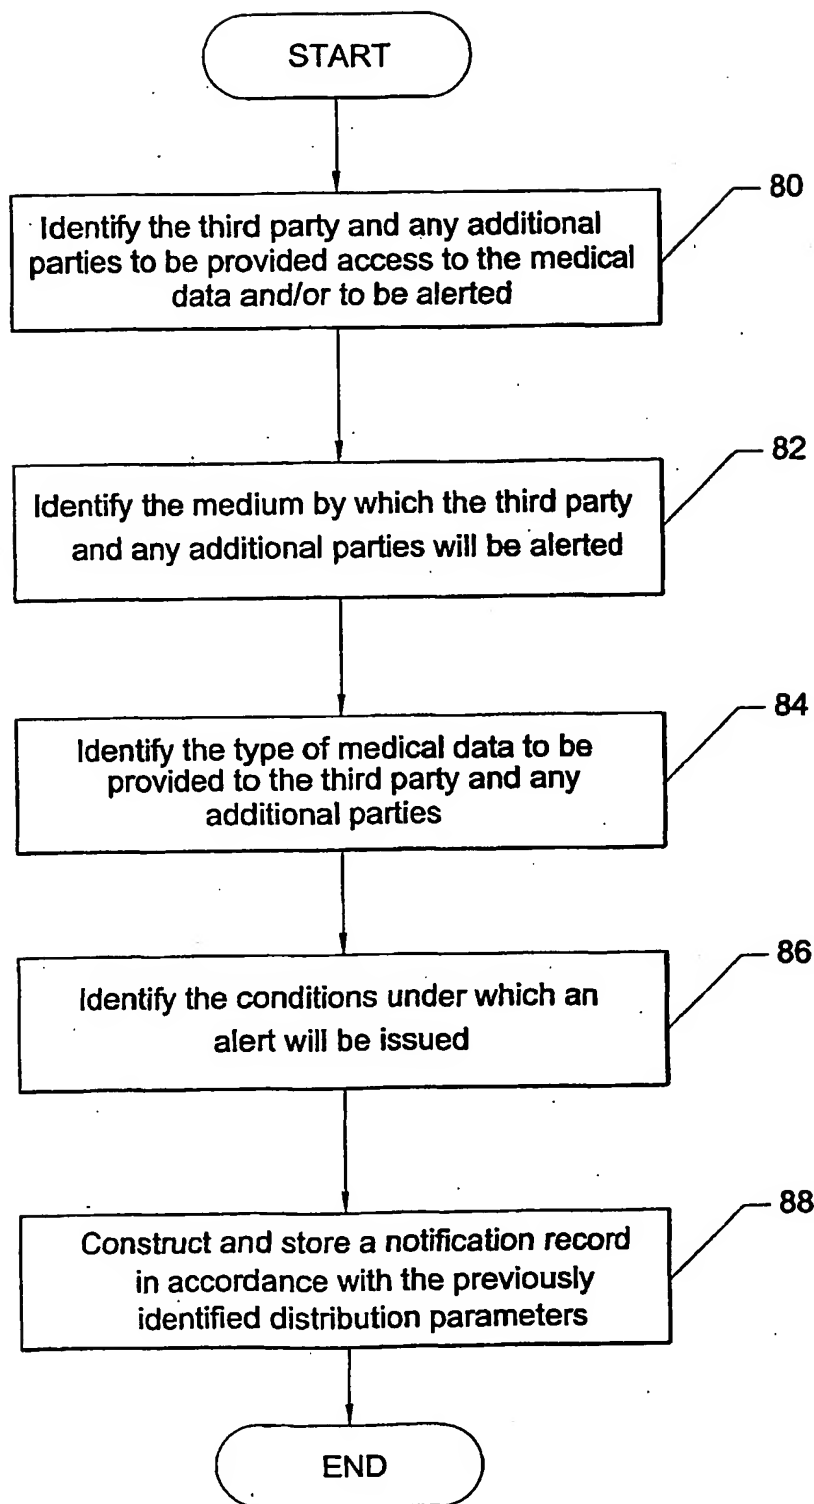 START
80
Identify the third party and any additional
parties to be provided access to the medical
data and/or to be alerted
82
Identify the medium by which the third party
and any additional parties will be alerted
84
Identify the type of medical data to be
provided to the third party and any
additional parties
86
Identify the conditions under which an
alert will be issued
88
Construct and store a notification record
in accordance with the previously
identified distribution parameters
END